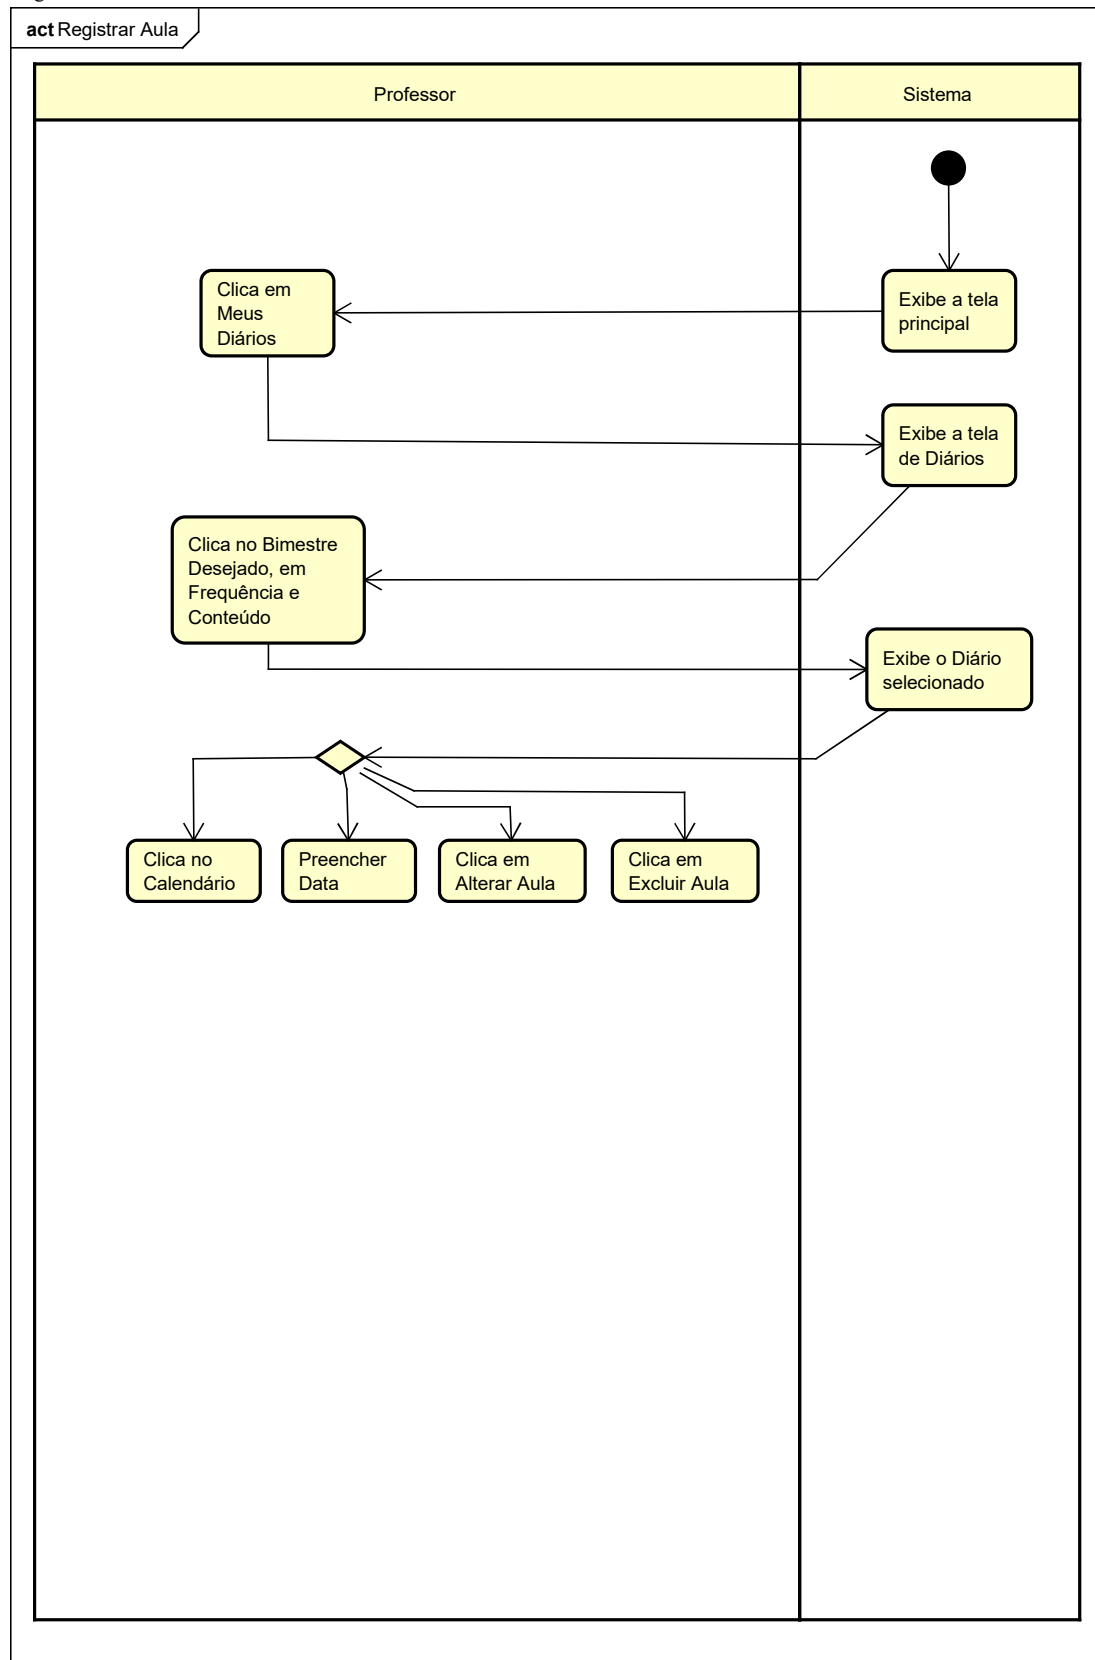 act Registrar Aula
Professor
Sistema
Clica em
Meus
Diários
Exibe a tela
principal
Exibe a tela
de Diários
Clica no Bimestre
Desejado, em
Frequência e
Conteúdo
Exibe o Diário
selecionado
Clica no
Calendário
Preencher
Data
Clica em
Alterar Aula
Clica em
Excluir Aula